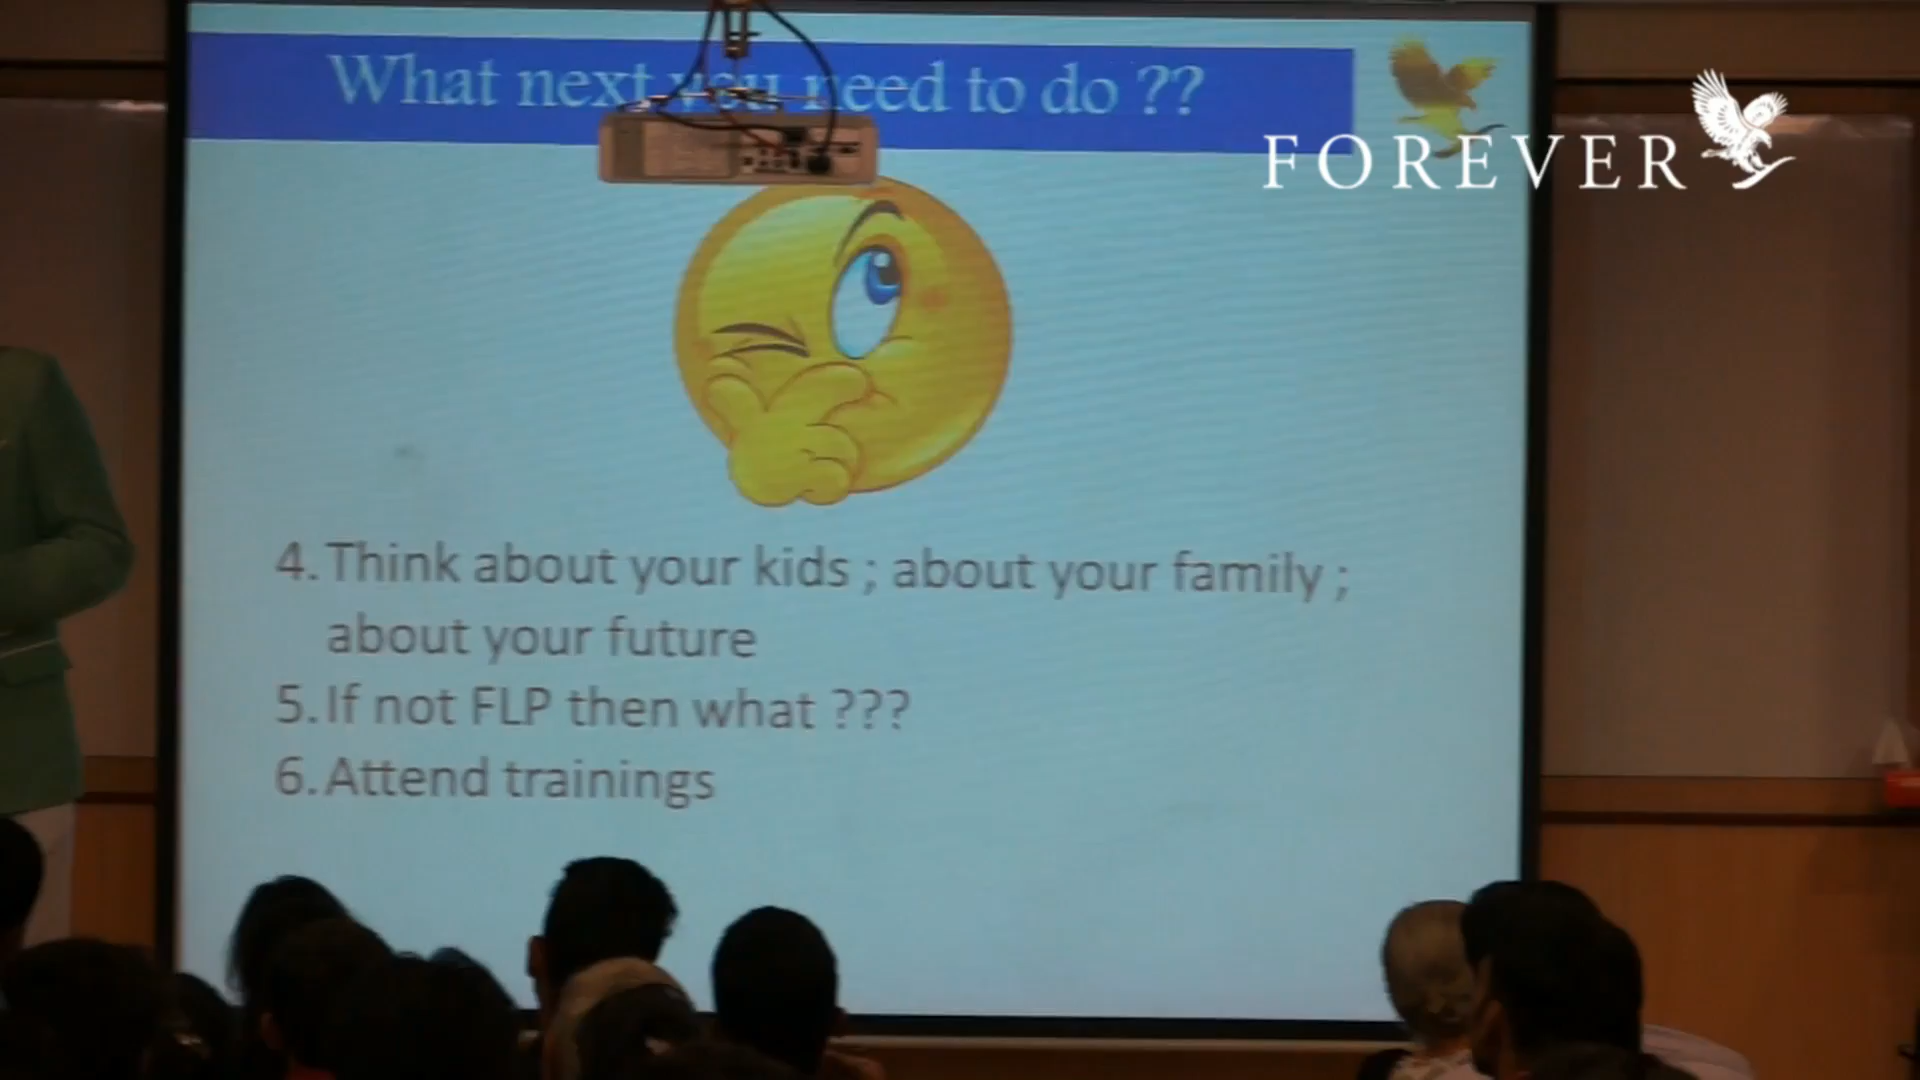 What next you need to do ??
FOREVER
4. Think about your kids ; about your family ;
about your future
5. If not FLP then what ???
6. Attend trainings